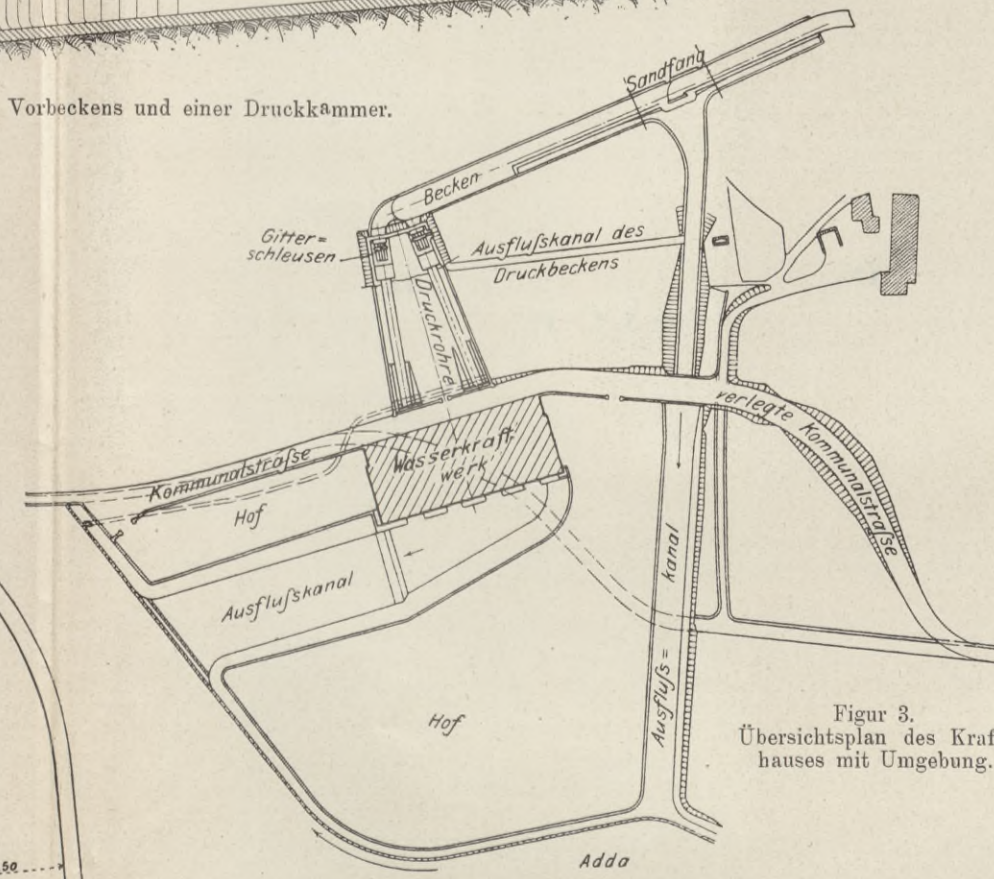 Vorbeckens und einer Druckkammer.
Sandfang
Becken
Gitter=
schleusen
Ausflußkanal des
Druckbeckens
Druckrohre
verlegte Kommunalstraße
Kommunalstraße
Wasserkraft-
werk
Hof
Ausflußkanal
Ausfluß=
kanal
Hof
Figur 3.
Übersichtsplan des Kraf
hauses mit Umgebung.
Adda
50